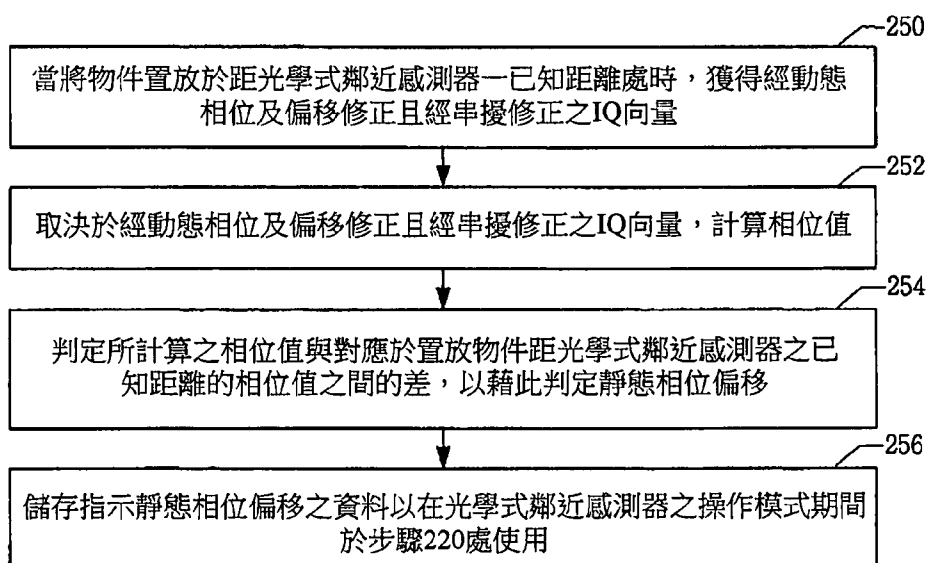 250
當將物件置放於距光學式鄰近感測器一已知距離處時，獲得經動態
相位及偏移修正且經串擾修正之IQ向量
252
取決於經動態相位及偏移修正且經串擾修正之IQ向量，計算相位值
254
判定所計算之相位值與對應於置放物件距光學式鄰近感測器之已
知距離的相位值之間的差，以藉此判定靜態相位偏移
256
儲存指示靜態相位偏移之資料以在光學式鄰近感測器之操作模式期間
於步驟220處使用